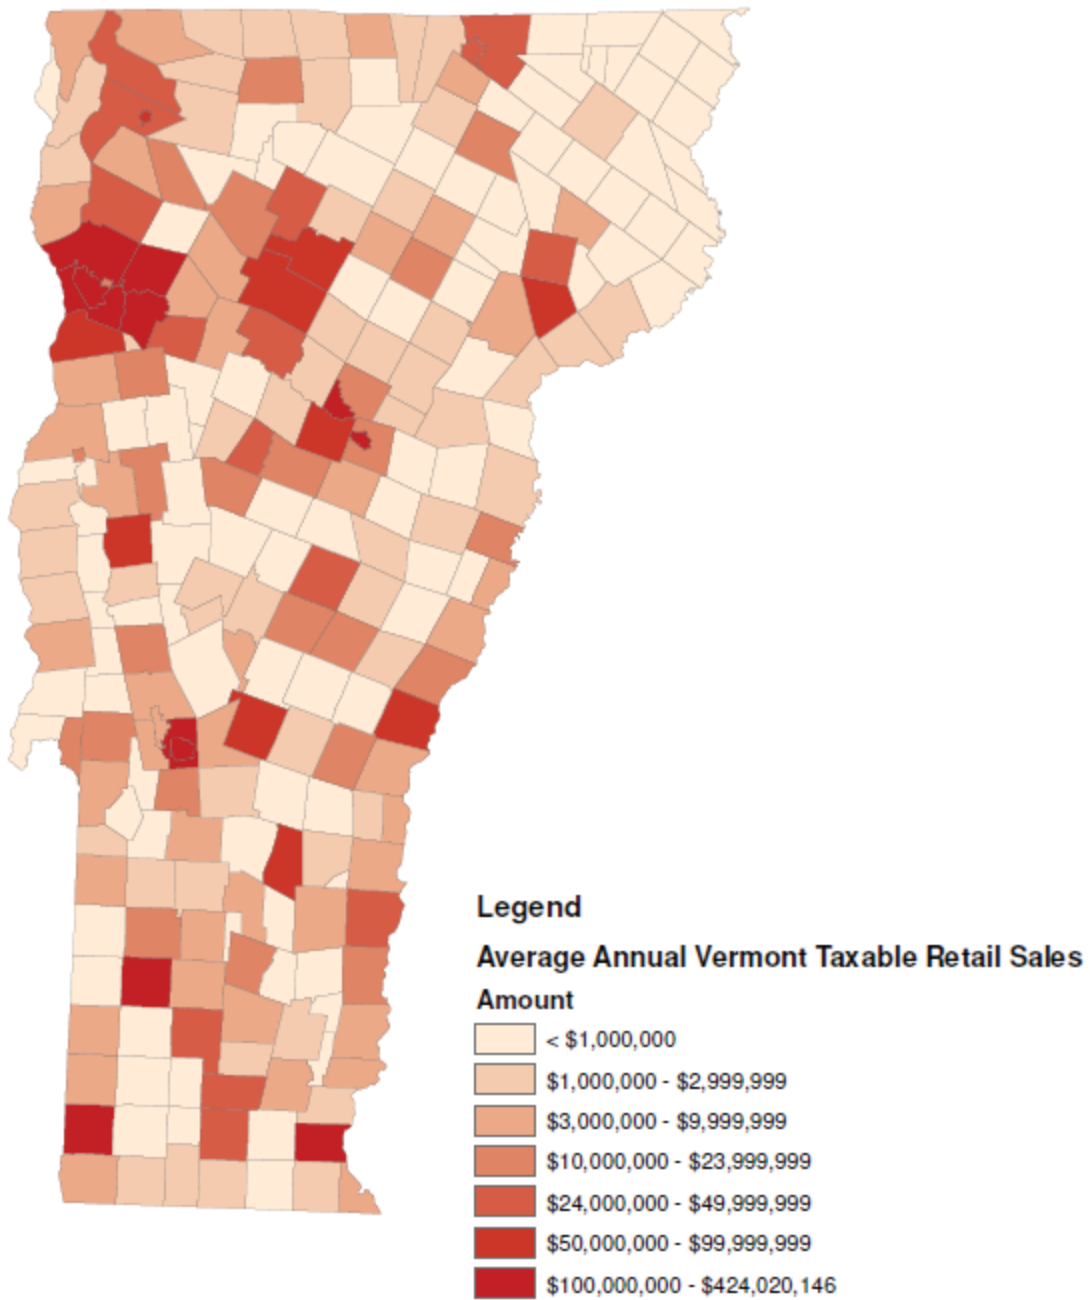 Legend
Average Annual Vermont Taxable Retail Sales
Amount
< $1,000,000
$1,000,000 - $2,999,999
$3,000,000 - $9,999,999
$10,000,000 - $23,999,999
$24,000,000 - $49,999,999
$50,000,000 - $99,999,999
$100,000,000 - $424,020,146